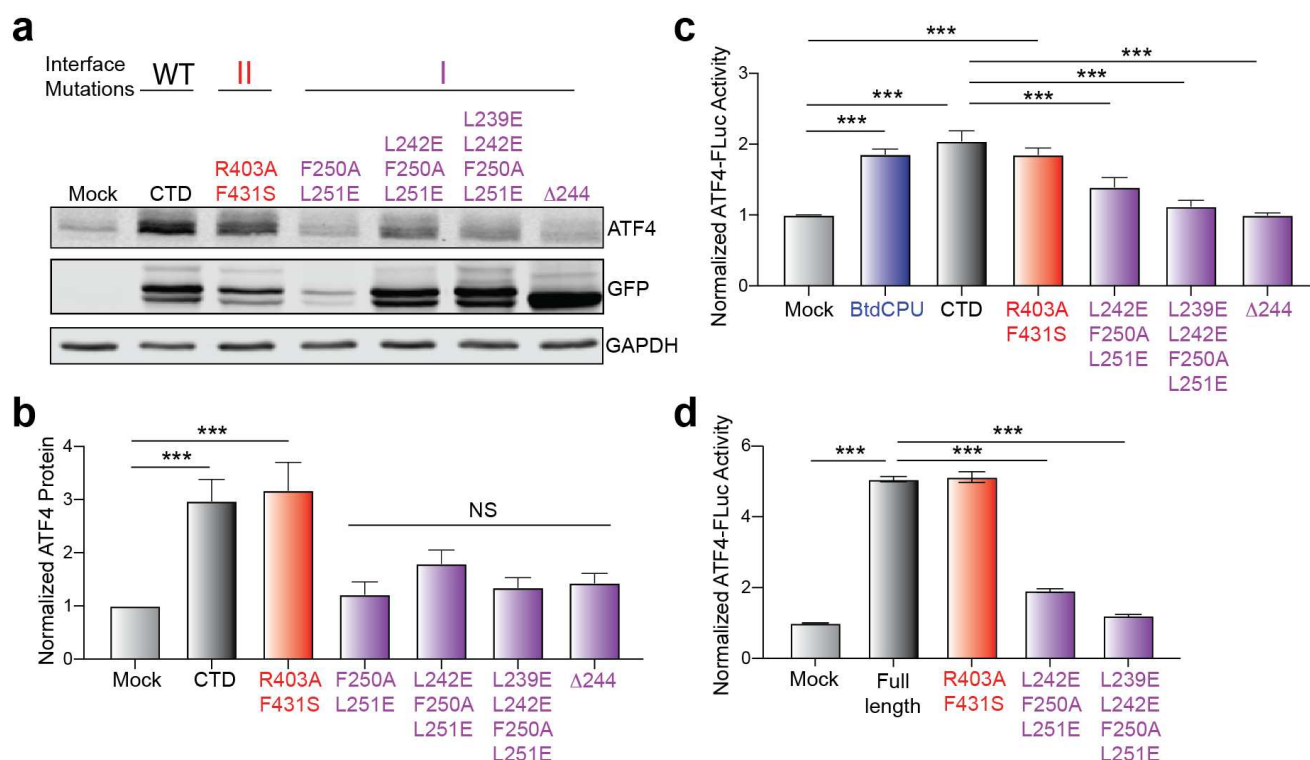 a
Interface
Mutations
WT
II
I
Mock
CTD
R403A
F431S
F250A
L251E
L242E
F250A
L251E
L239E
L242E
F250A
L251E
Δ244
ATF4
GFP
GAPDH
b
Normalized ATF4 Protein
4
3
2
1
0
***
***
NS
Mock
CTD
R403A
F431S
F250A
L251E
L242E
F250A
L251E
L239E
L242E
F250A
L251E
Δ244
c
Normalized ATF4-FLuc Activity
3
2
1
0
***
***
***
***
***
***
Mock
BtdCPU
CTD
R403A
F431S
L242E
F250A
L251E
L239E
L242E
F250A
L251E
Δ244
d
Normalized ATF4-FLuc Activity
6
4
2
0
***
***
***
Mock
Full
length
R403A
F431S
L242E
F250A
L251E
L239E
L242E
F250A
L251E